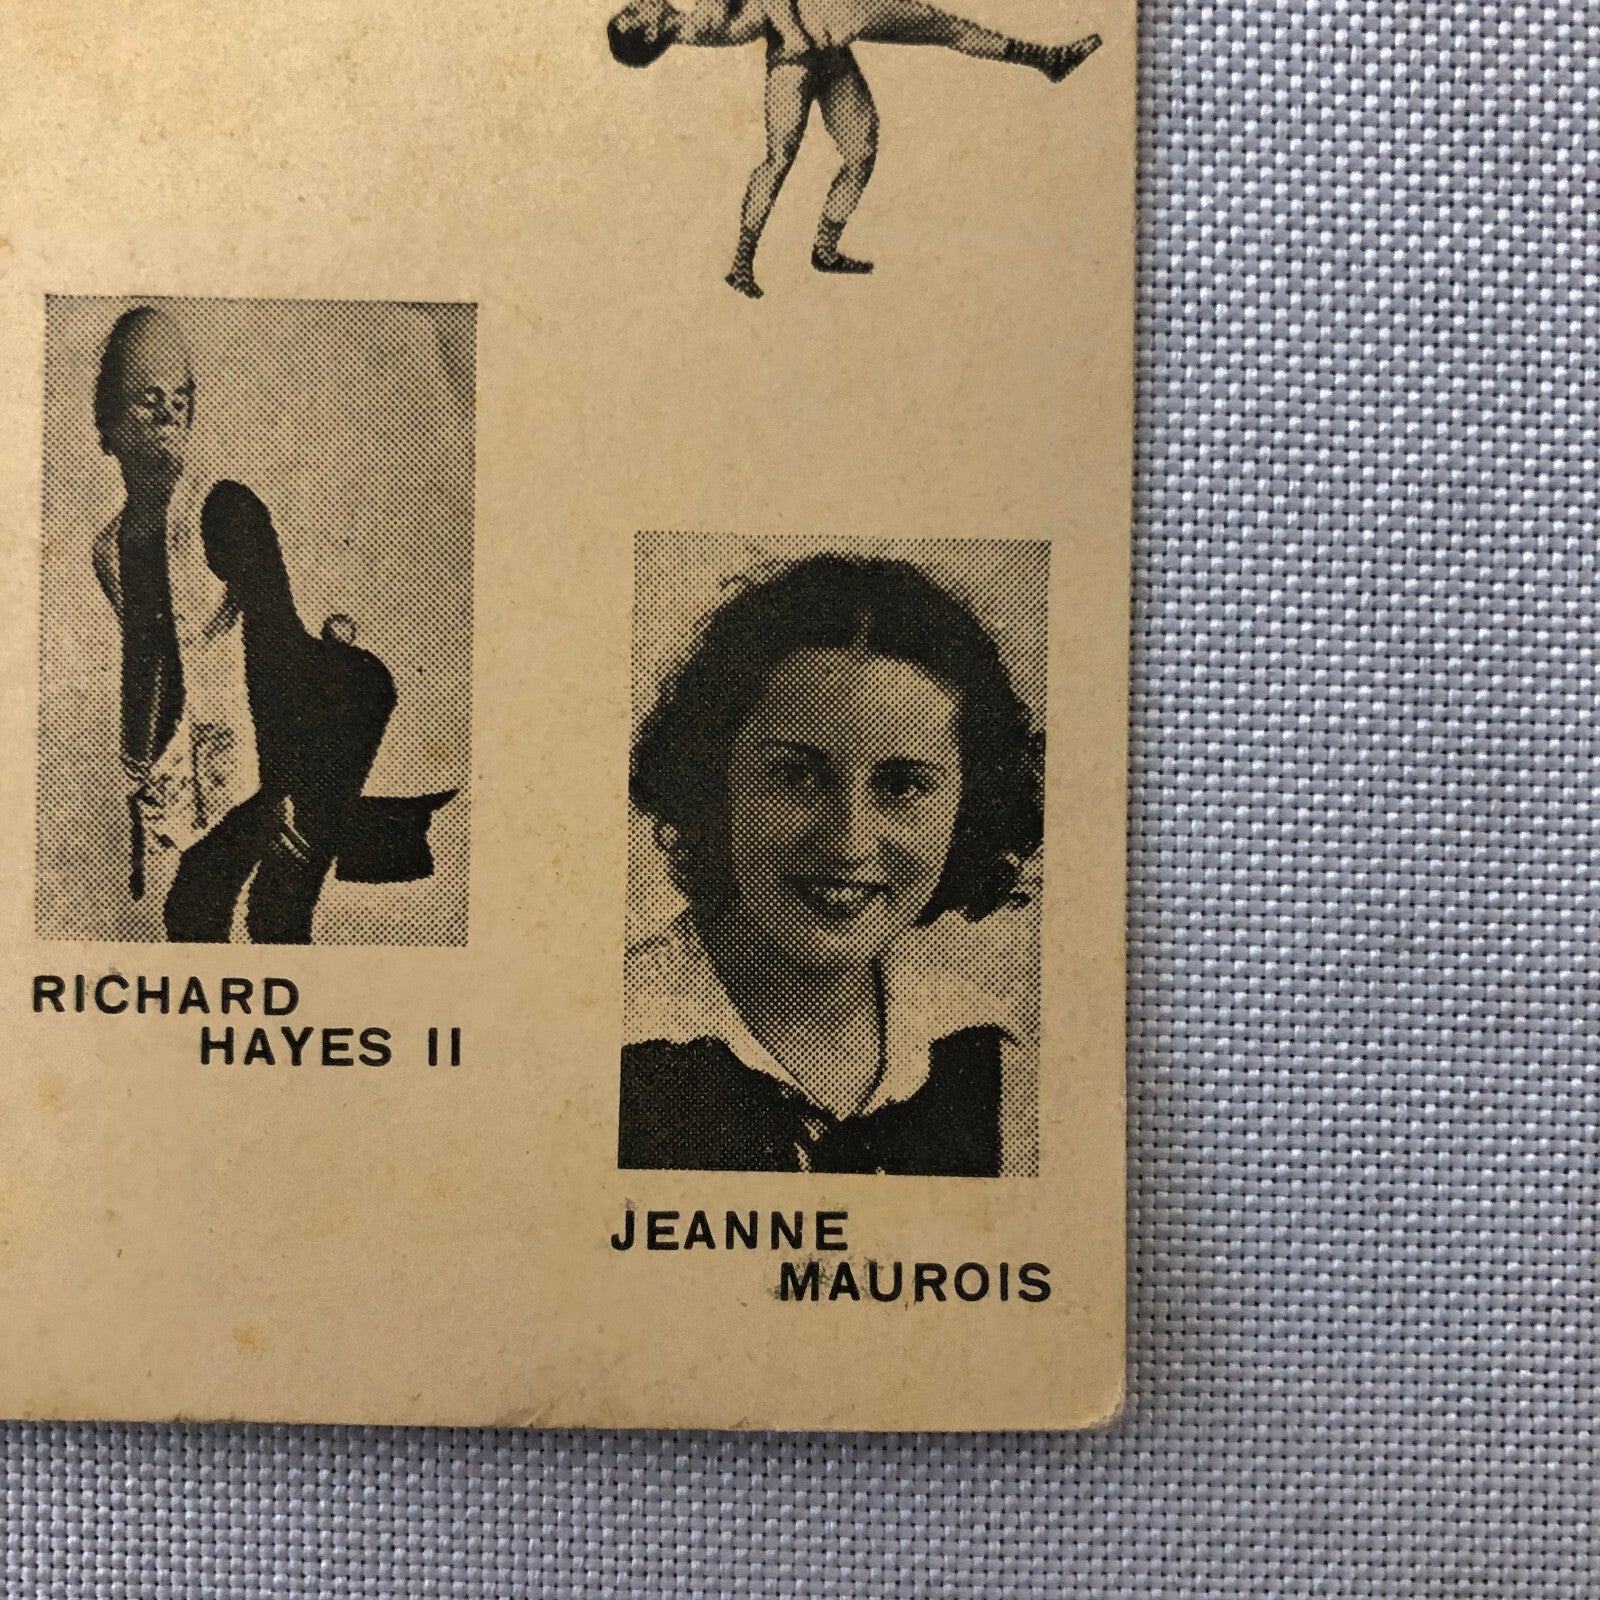 RICHARD
HAYES II
JEANNE
MAUROIS